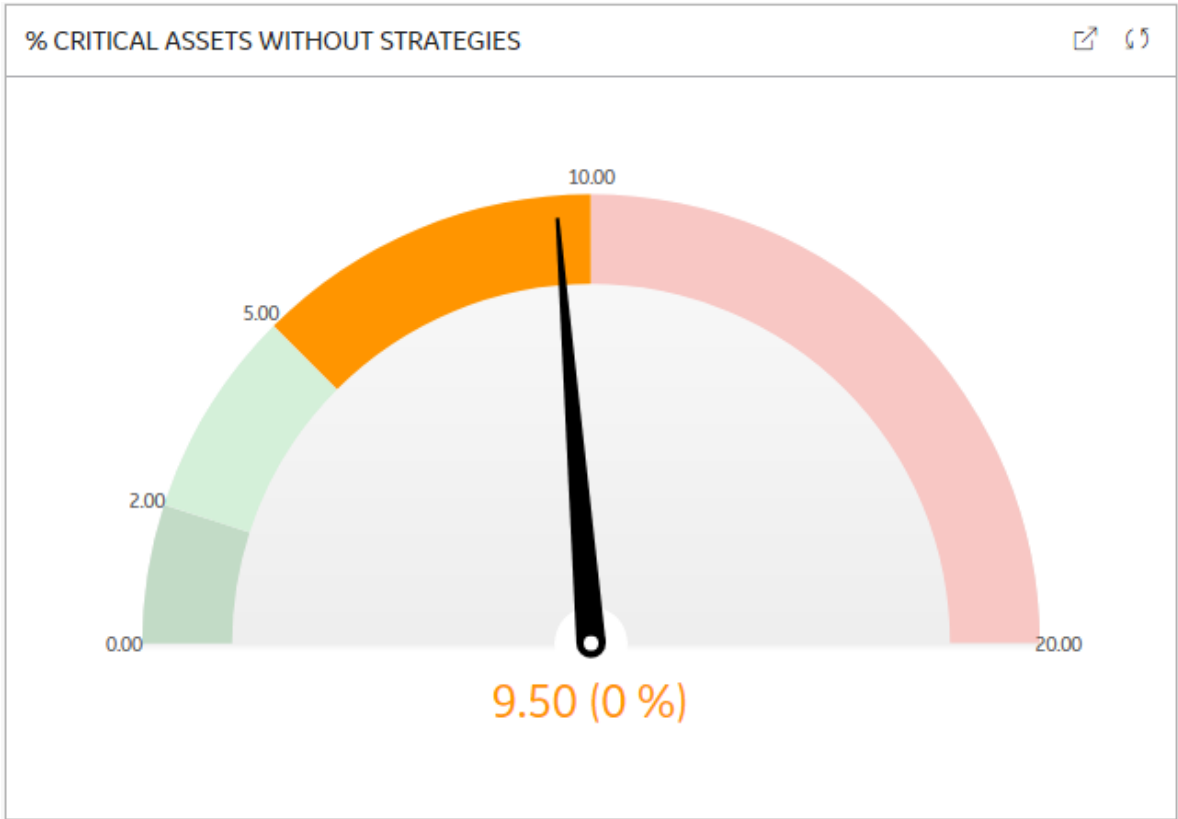 % CRITICAL ASSETS WITHOUT STRATEGIES
10.00
5.00
2.00
0.00
20.00
9.50 (0 %)